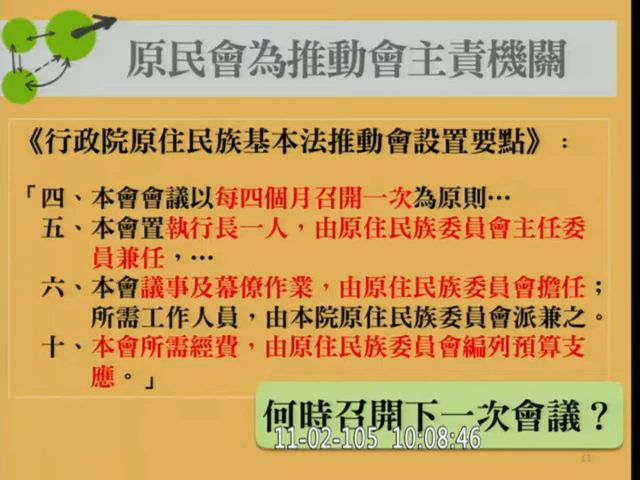 原民會為推動會主責機關
《行政院原住民族基本法推動會設置要點》：
「四、本會會議以每四個月召開一次為原則…
五、本會置執行長一人，由原住民族委員會主任委
員兼任，…
六、本會議事及幕僚作業，由原住民族委員會擔任；
所需工作人員，由本院原住民族委員會派兼之。
十、本會所需經費，由原住民族委員會編列預算支
應。」
何時召開下一次會議？
11-02-105 10:08:46